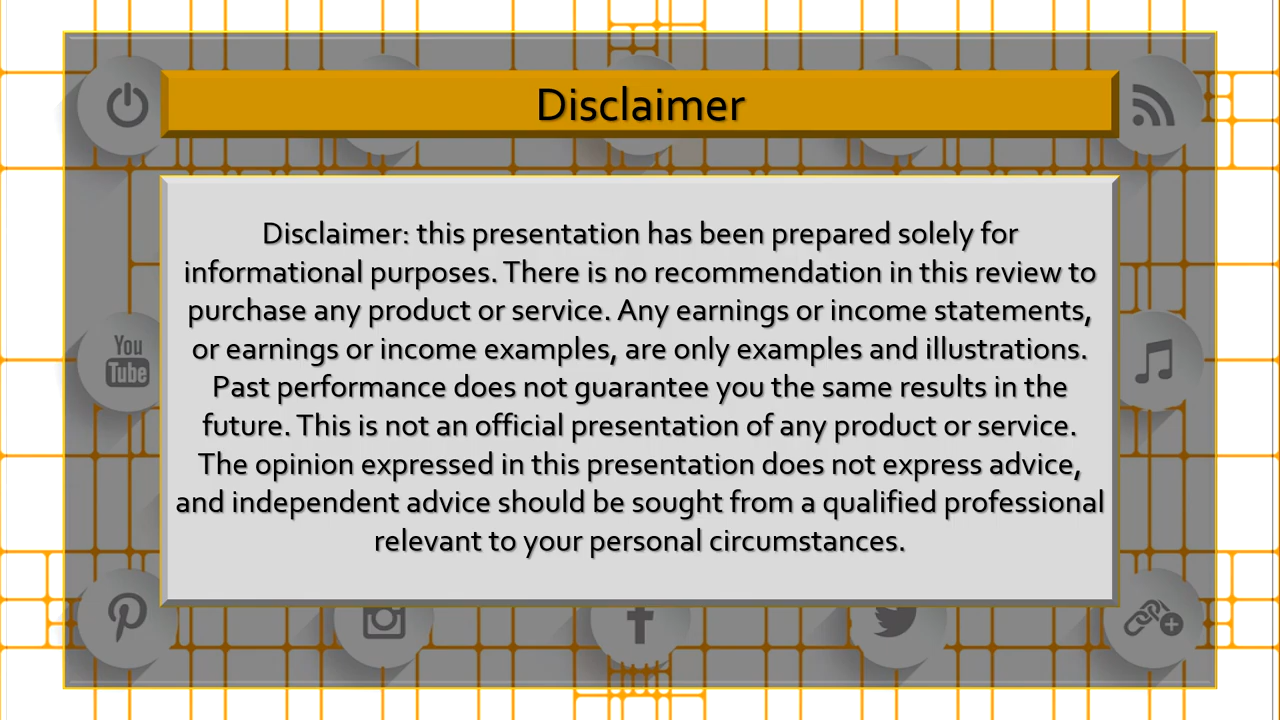 Disclaimer
Disclaimer: this presentation has been prepared solely for
informational purposes. There is no recommendation in this review to
purchase any product or service. Any earnings or income statements,
or earnings or income examples, are only examples and illustrations.
Past performance does not guarantee you the same results in the
future. This is not an official presentation of any product or service.
The opinion expressed in this presentation does not express advice,
and independent advice should be sought from a qualified professional
relevant to your personal circumstances.
You
Tube